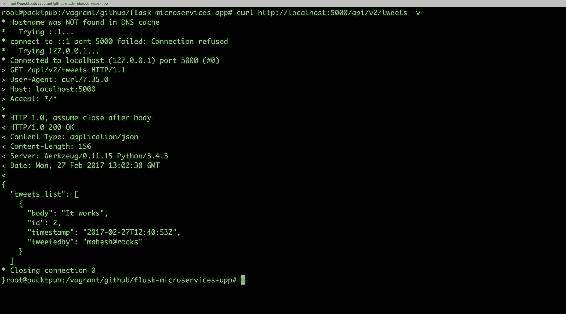 root@packtpub:/vagrant/github/flask-microservices-app# curl http://localhost:5000/api/v2/tweets -v
* Hostname was NOT found in DNS cache
*   Trying ::1...
* connect to ::1 port 5000 failed: Connection refused
*   Trying 127.0.0.1...
* Connected to localhost (127.0.0.1) port 5000 (#0)
> GET /api/v2/tweets HTTP/1.1
> User-Agent: curl/7.35.0
> Host: localhost:5000
> Accept: */*
>
* HTTP 1.0, assume close after body
< HTTP/1.0 200 OK
< Content-Type: application/json
< Content-Length: 156
< Server: Werkzeug/0.11.15 Python/3.4.3
< Date: Mon, 27 Feb 2017 13:02:30 GMT
<
{
  "tweets_list": [
    {
      "body": "It works",
      "id": 2,
      "timestamp": "2017-02-27T12:40:53Z",
      "tweetedby": "mahesh@rocks"
    }
  ]
* Closing connection 0
}root@packtpub:/vagrant/github/flask-microservices-app#